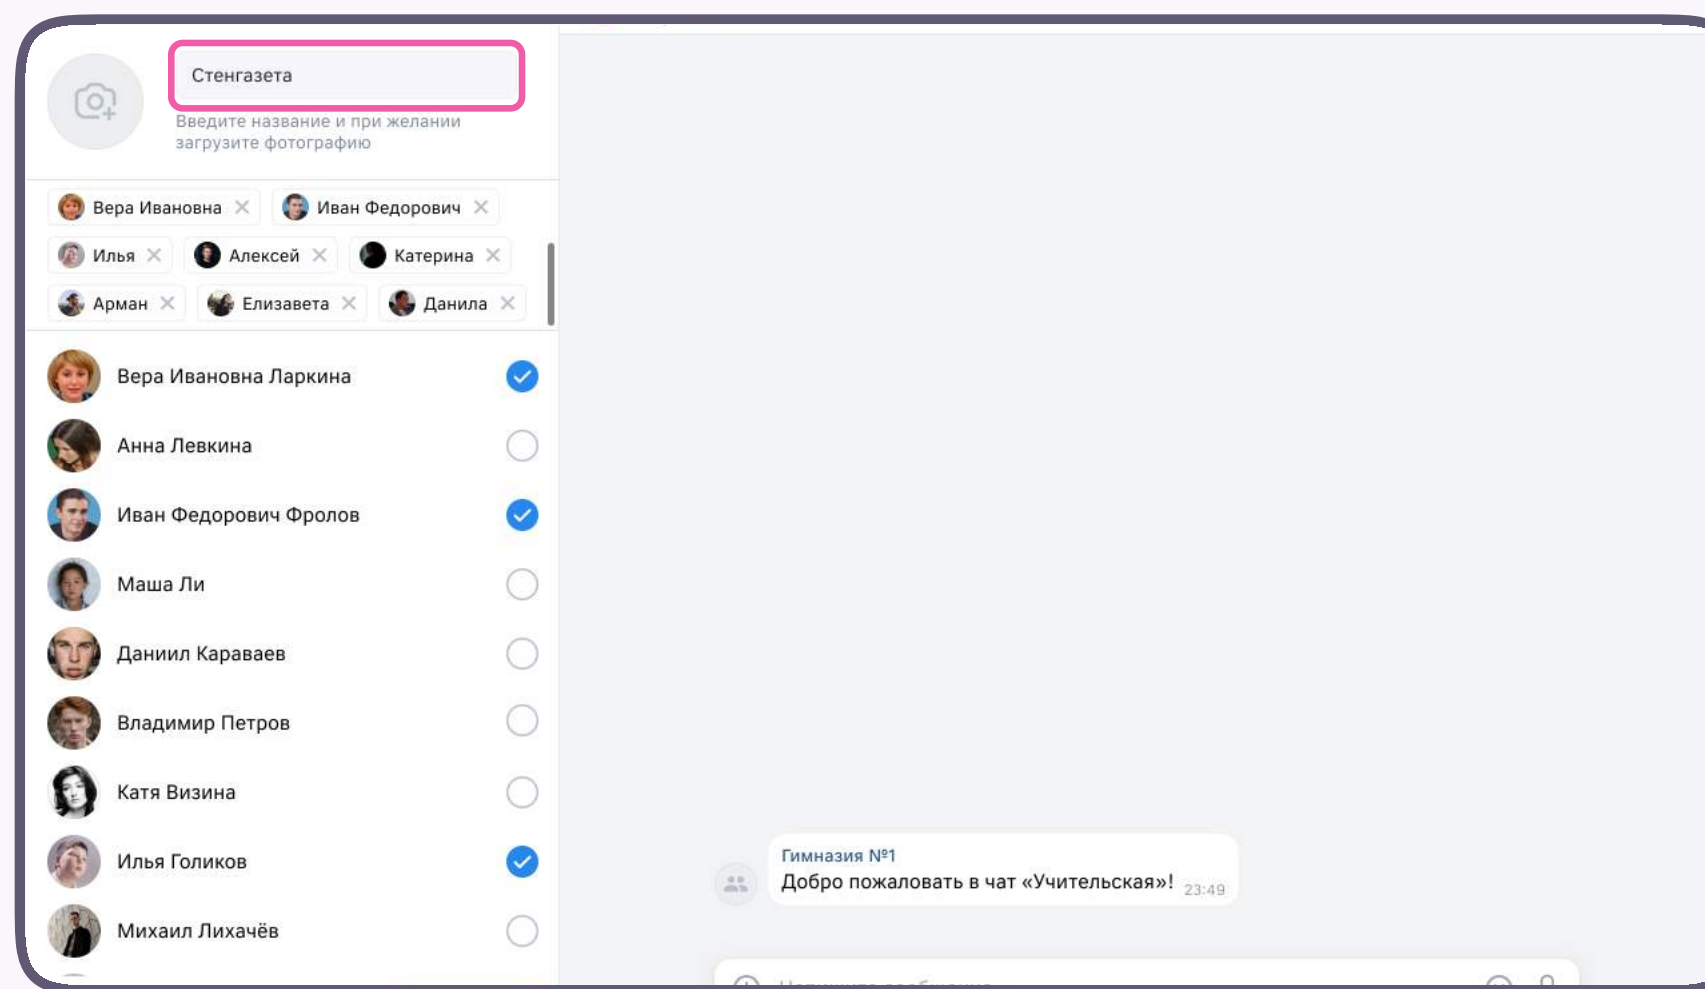 Стенгазета
Введите название и при желании
загрузите фотографию
Вера Ивановна Иван Федорович
Илья Алексей Катерина
Арман Елизавета Данила
Вера Ивановна Ларкина
Анна Левкина
Иван Федорович Фролов
Маша Ли
Даниил Караваев
Владимир Петров
Катя Визина
Илья Голиков
Михаил Лихачёв
Гимназия №1
Добро пожаловать в чат «Учительская»! 23:49